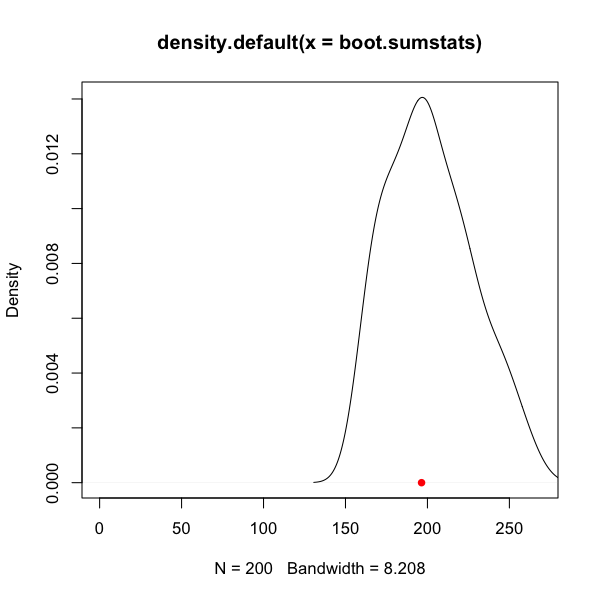 density.default(x = boot.sumstats)
Density
0.012
0.008
0.004
0.000
0 50 100 150 200 250
N = 200 Bandwidth = 8.208